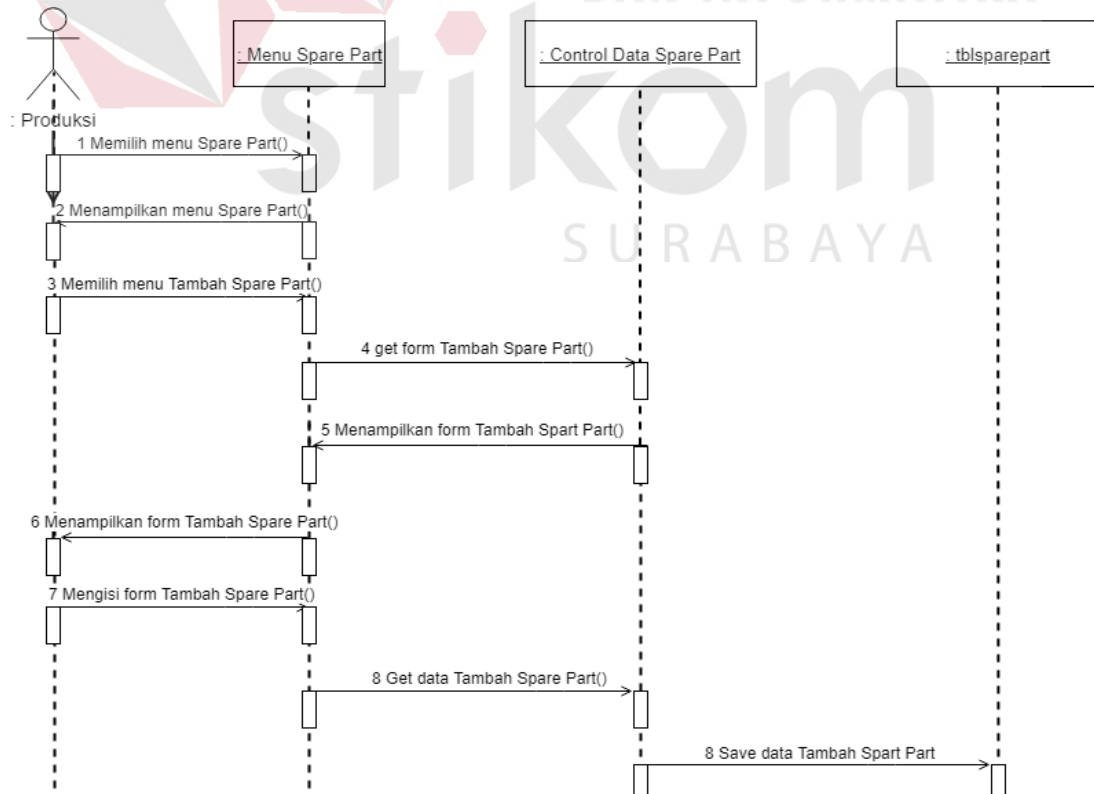 : Menu Spare Part
: Control Data Spare Part
: tblsparepart
: Produksi
stikom
SURABAYA
1 Memilih menu Spare Part()
2 Menampilkan menu Spare Part()
3 Memilih menu Tambah Spare Part()
4 get form Tambah Spare Part()
5 Menampilkan form Tambah Spart Part()
6 Menampilkan form Tambah Spare Part()
7 Mengisi form Tambah Spare Part()
8 Get data Tambah Spare Part()
8 Save data Tambah Spart Part